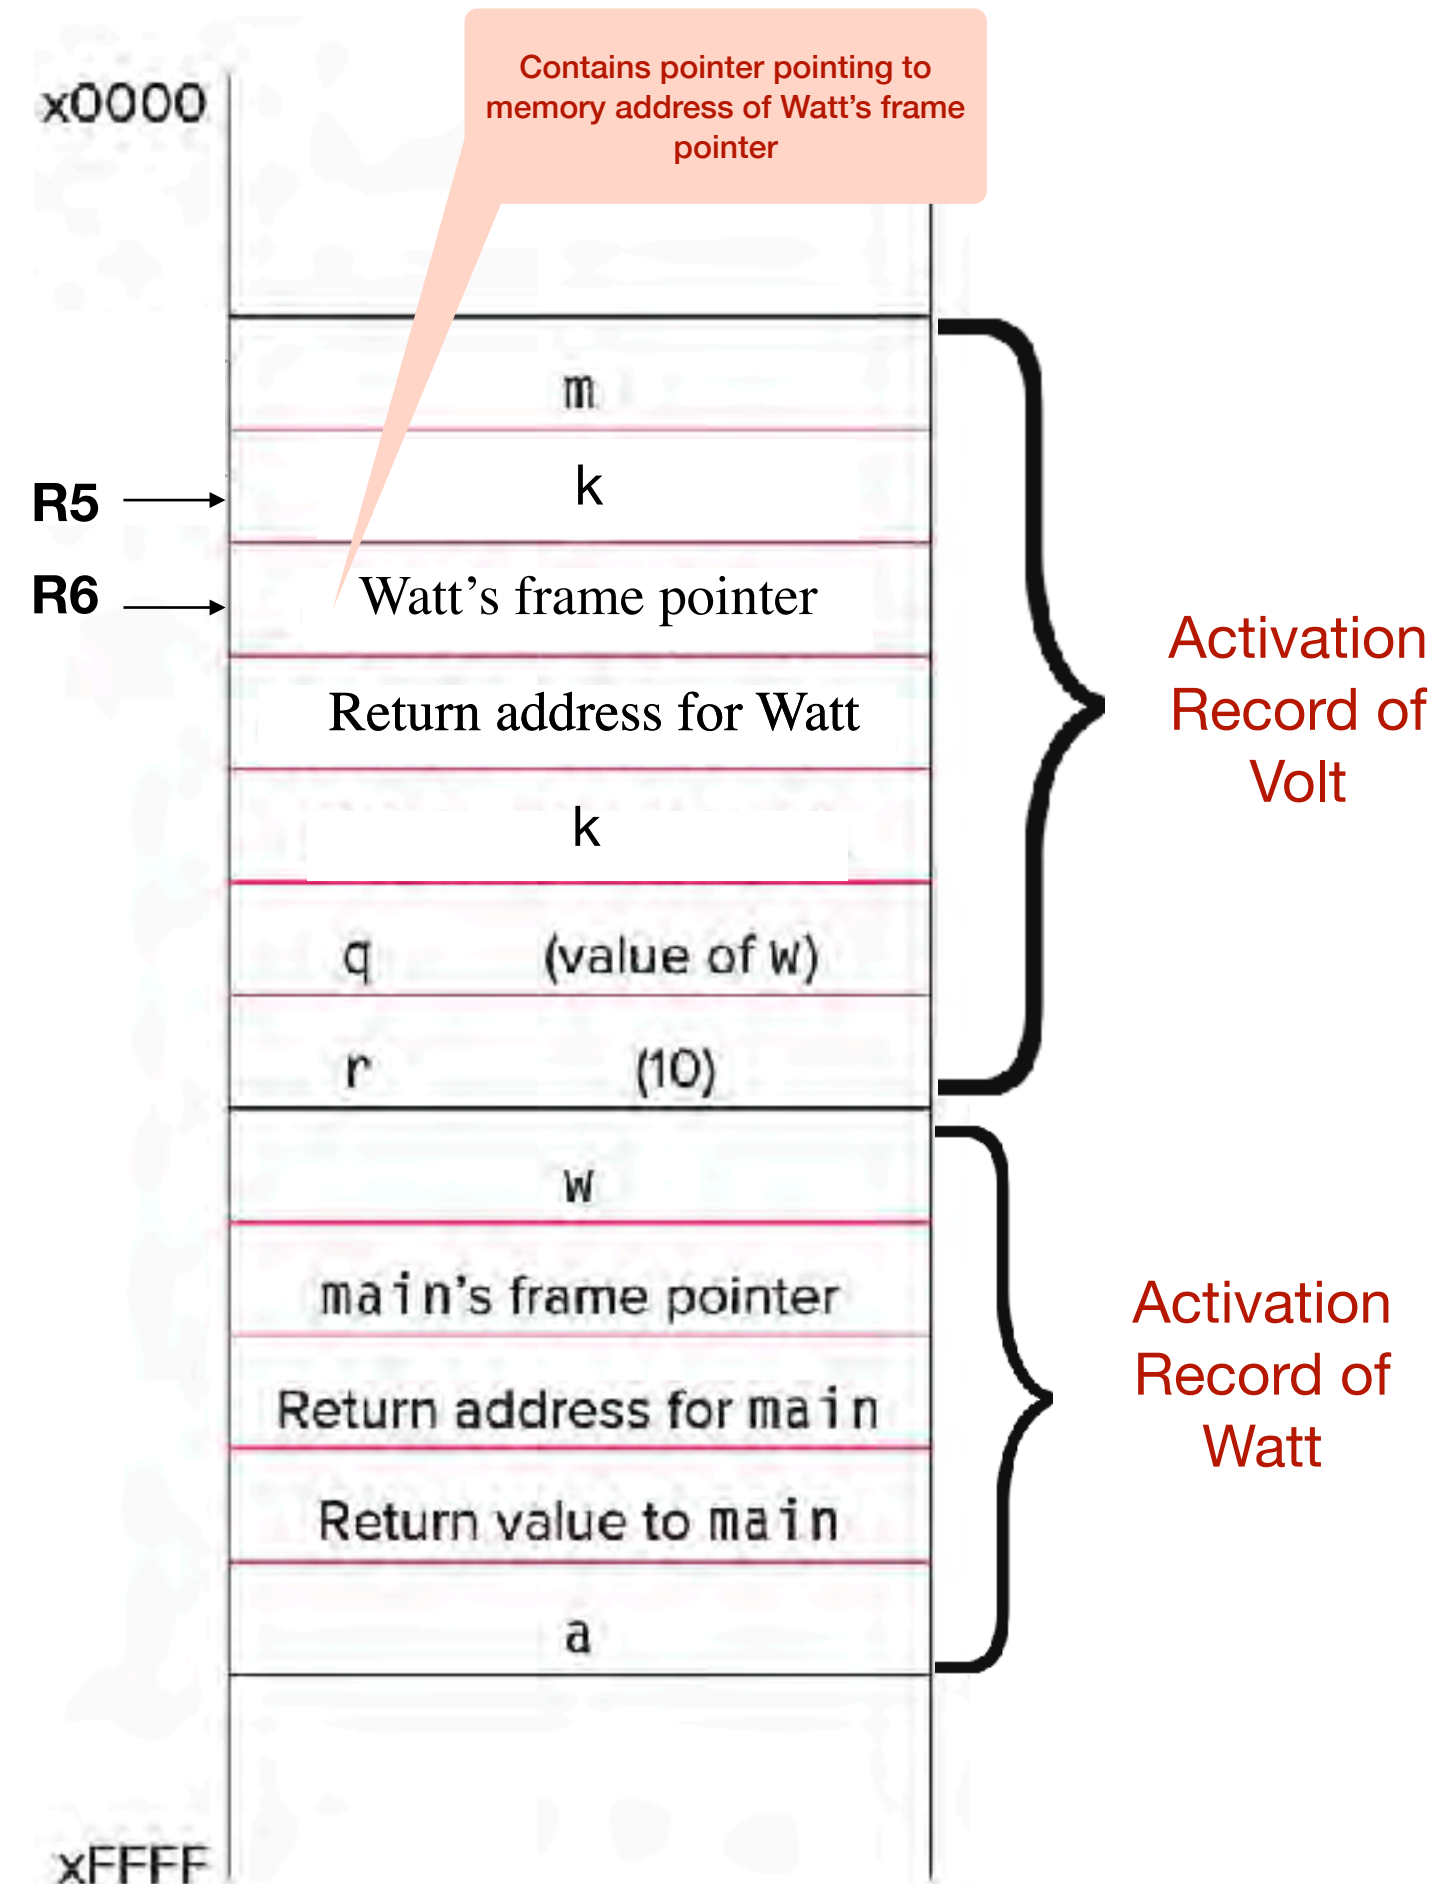 Contains pointer pointing to
memory address of Watt's frame
pointer
x0000
m
R5
k
R6
Watt's frame pointer
Return address for Watt
k
q (value of w)
r (10)
Activation
Record of
Volt
w
main's frame pointer
Return address for main
Return value to main
a
Activation
Record of
Watt
xFFFF